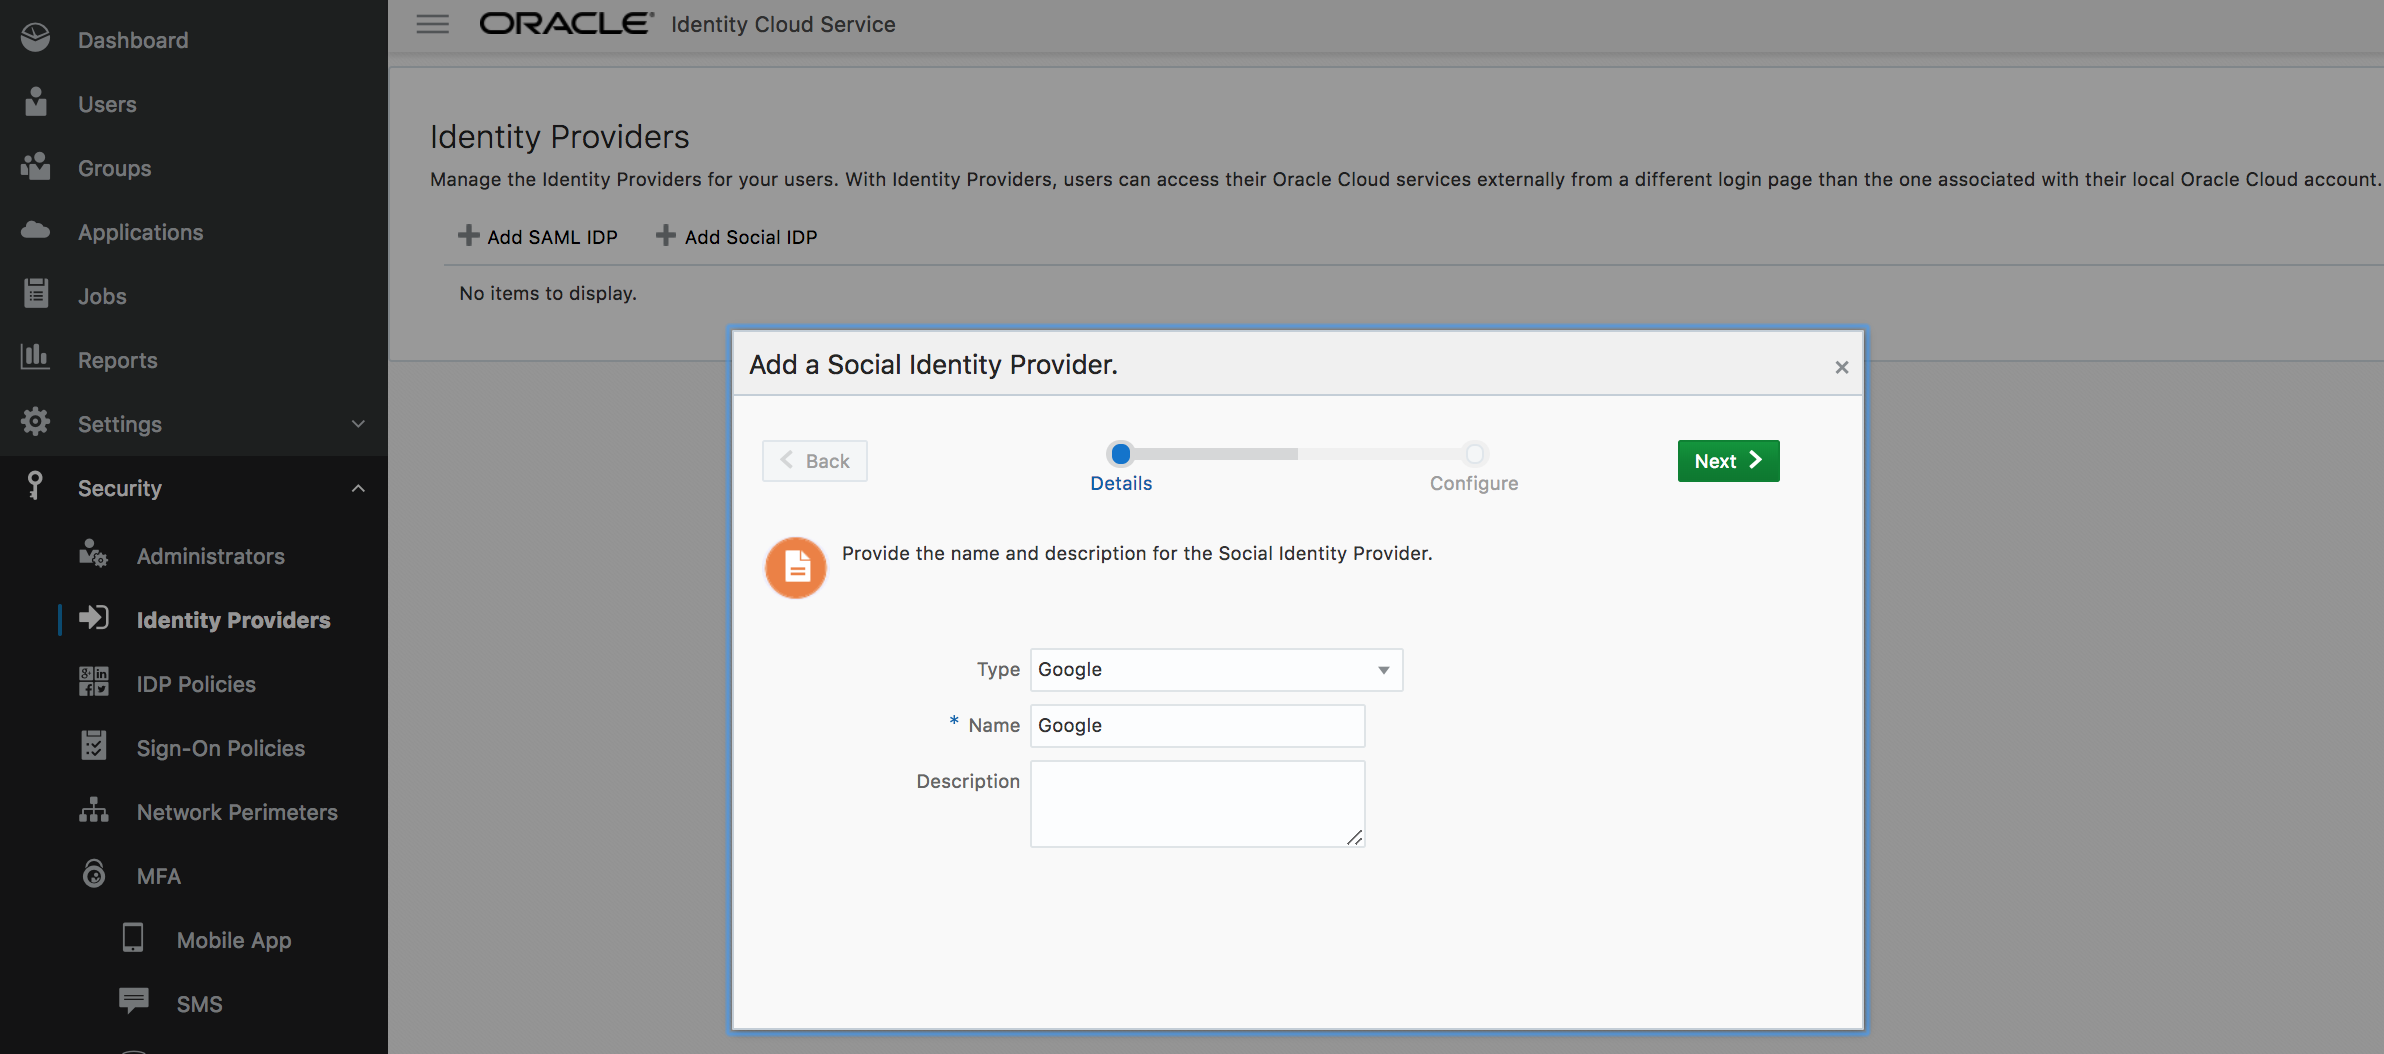 Dashboard
Users
Groups
Applications
Jobs
Reports
Settings
Security
Administrators
Identity Providers
IDP Policies
Sign-On Policies
Network Perimeters
MFA
Mobile App
SMS
ORACLE® Identity Cloud Service
Identity Providers
Manage the Identity Providers for your users. With Identity Providers, users can access their Oracle Cloud services externally from a different login page than the one associated with their local Oracle Cloud account.
Add SAML IDP Add Social IDP
No items to display.
Add a Social Identity Provider.
Back
Details
Configure
Next
Provide the name and description for the Social Identity Provider.
Type Google
* Name Google
Description